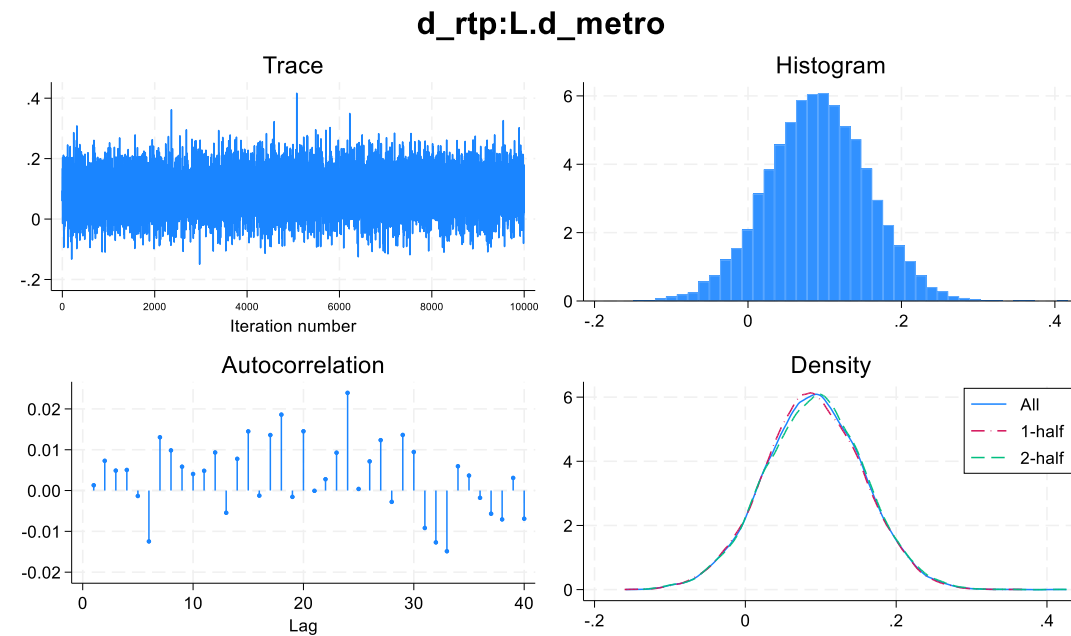 d_rtp:L.d_metro
Trace
.4
.2
0
-.2
0 2000 4000 6000 8000 10000
Iteration number
Histogram
6
4
2
0
-.2 0 .2 .4
Autocorrelation
0.02
0.01
0.00
-0.01
-0.02
0 10 20 30 40
Lag
Density
6
4
2
0
-.2 0 .2 .4
All
1-half
2-half